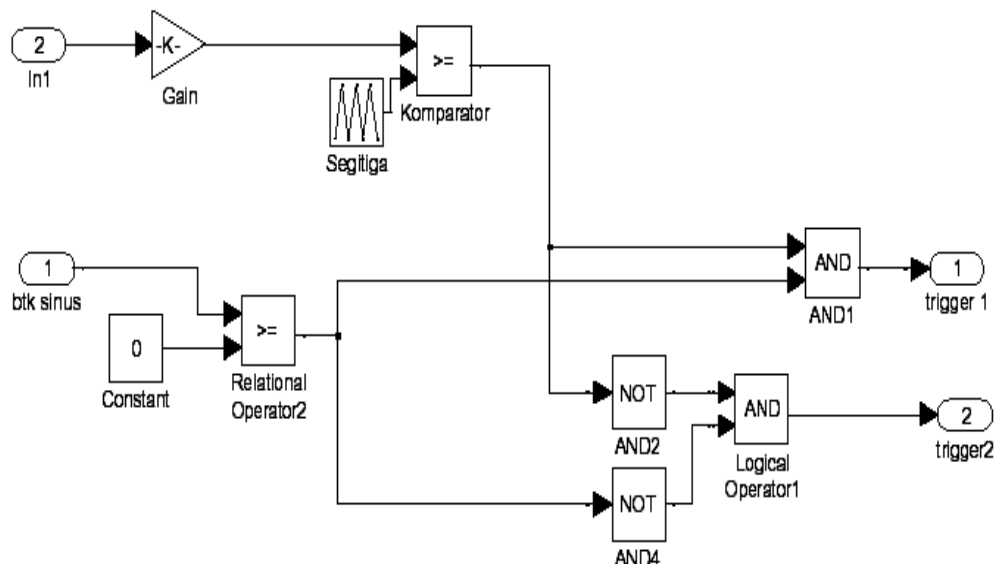 2
In1
-K-
Gain
>=
Komparator
Segitiga
1
btk sinus
0
Constant
>=
Relational
Operator2
AND
AND1
1
trigger 1
NOT
AND2
AND
Logical
Operator1
2
trigger2
NOT
AND4